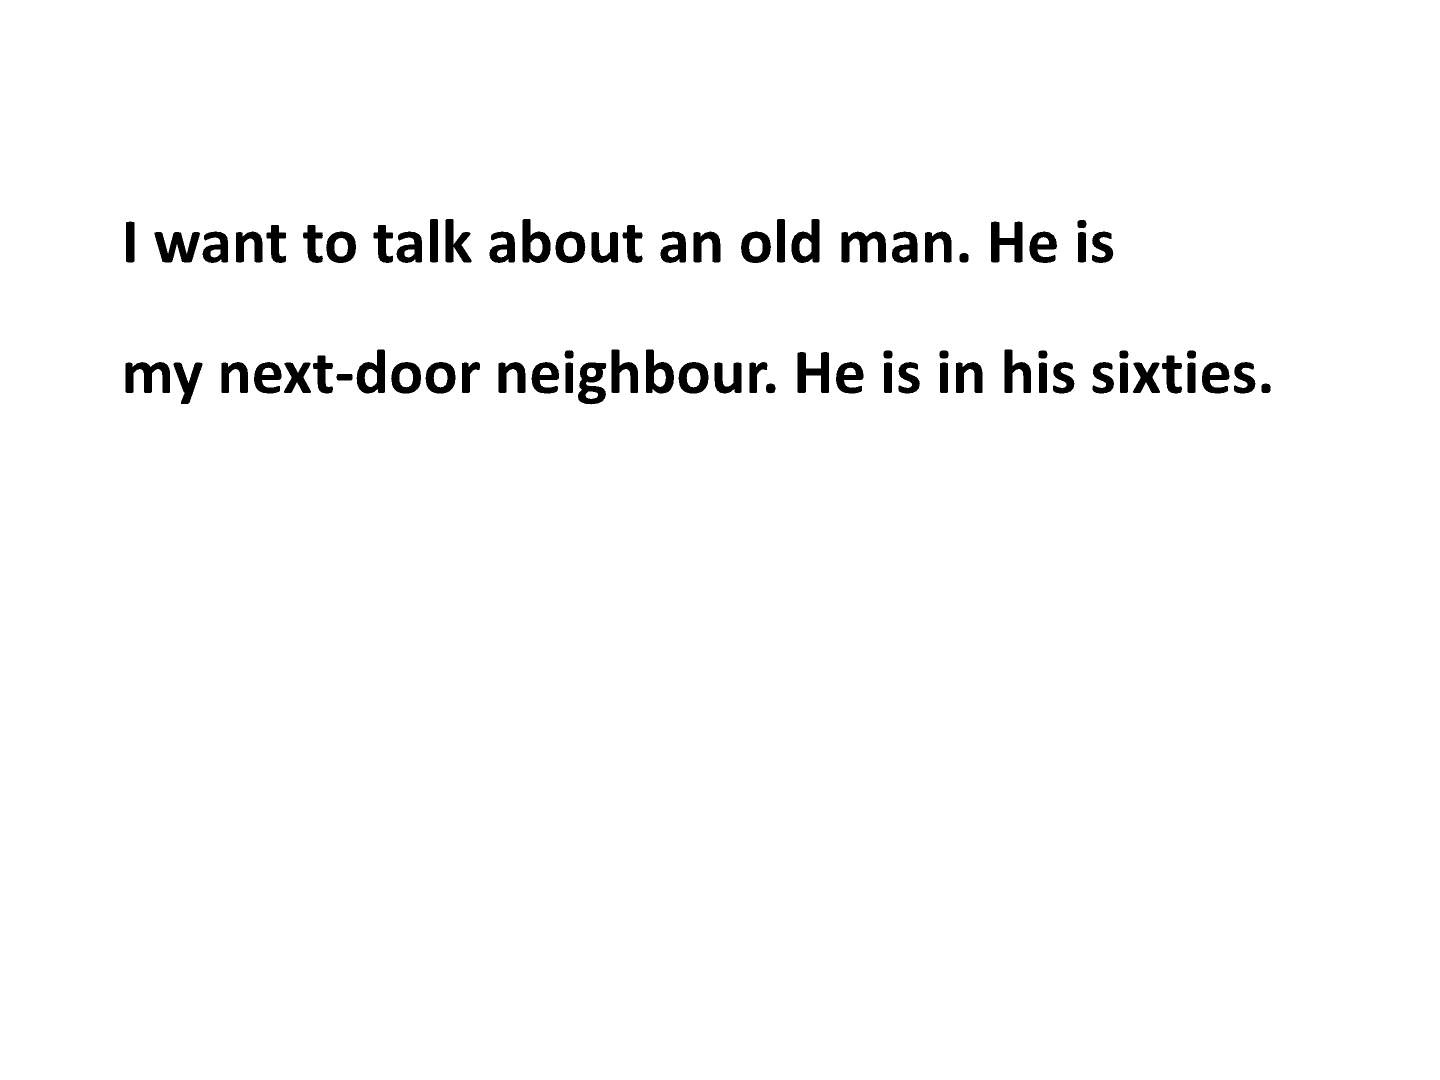 I want to talk about an old man. He is
my next-door neighbour. He is in his sixties.